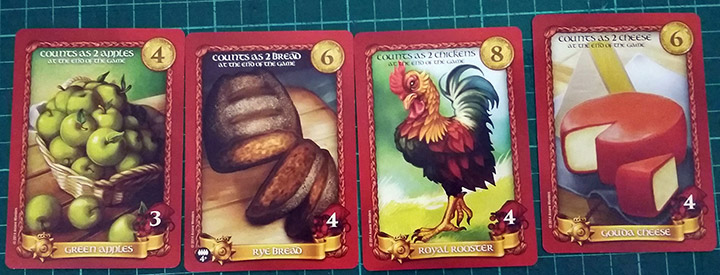 COUNTS AS 2 APPLES
AT THE END OF THE GAME
4
3
GREEN APPLES
COUNTS AS 2 BREAD
AT THE END OF THE GAME
6
4
4+
RYE BREAD
COUNTS AS 2 CHICKENS
AT THE END OF THE GAME
8
4
ROYAL ROOSTER
COUNTS AS 2 CHEESE
AT THE END OF THE GAME
6
4
GOUDA CHEESE